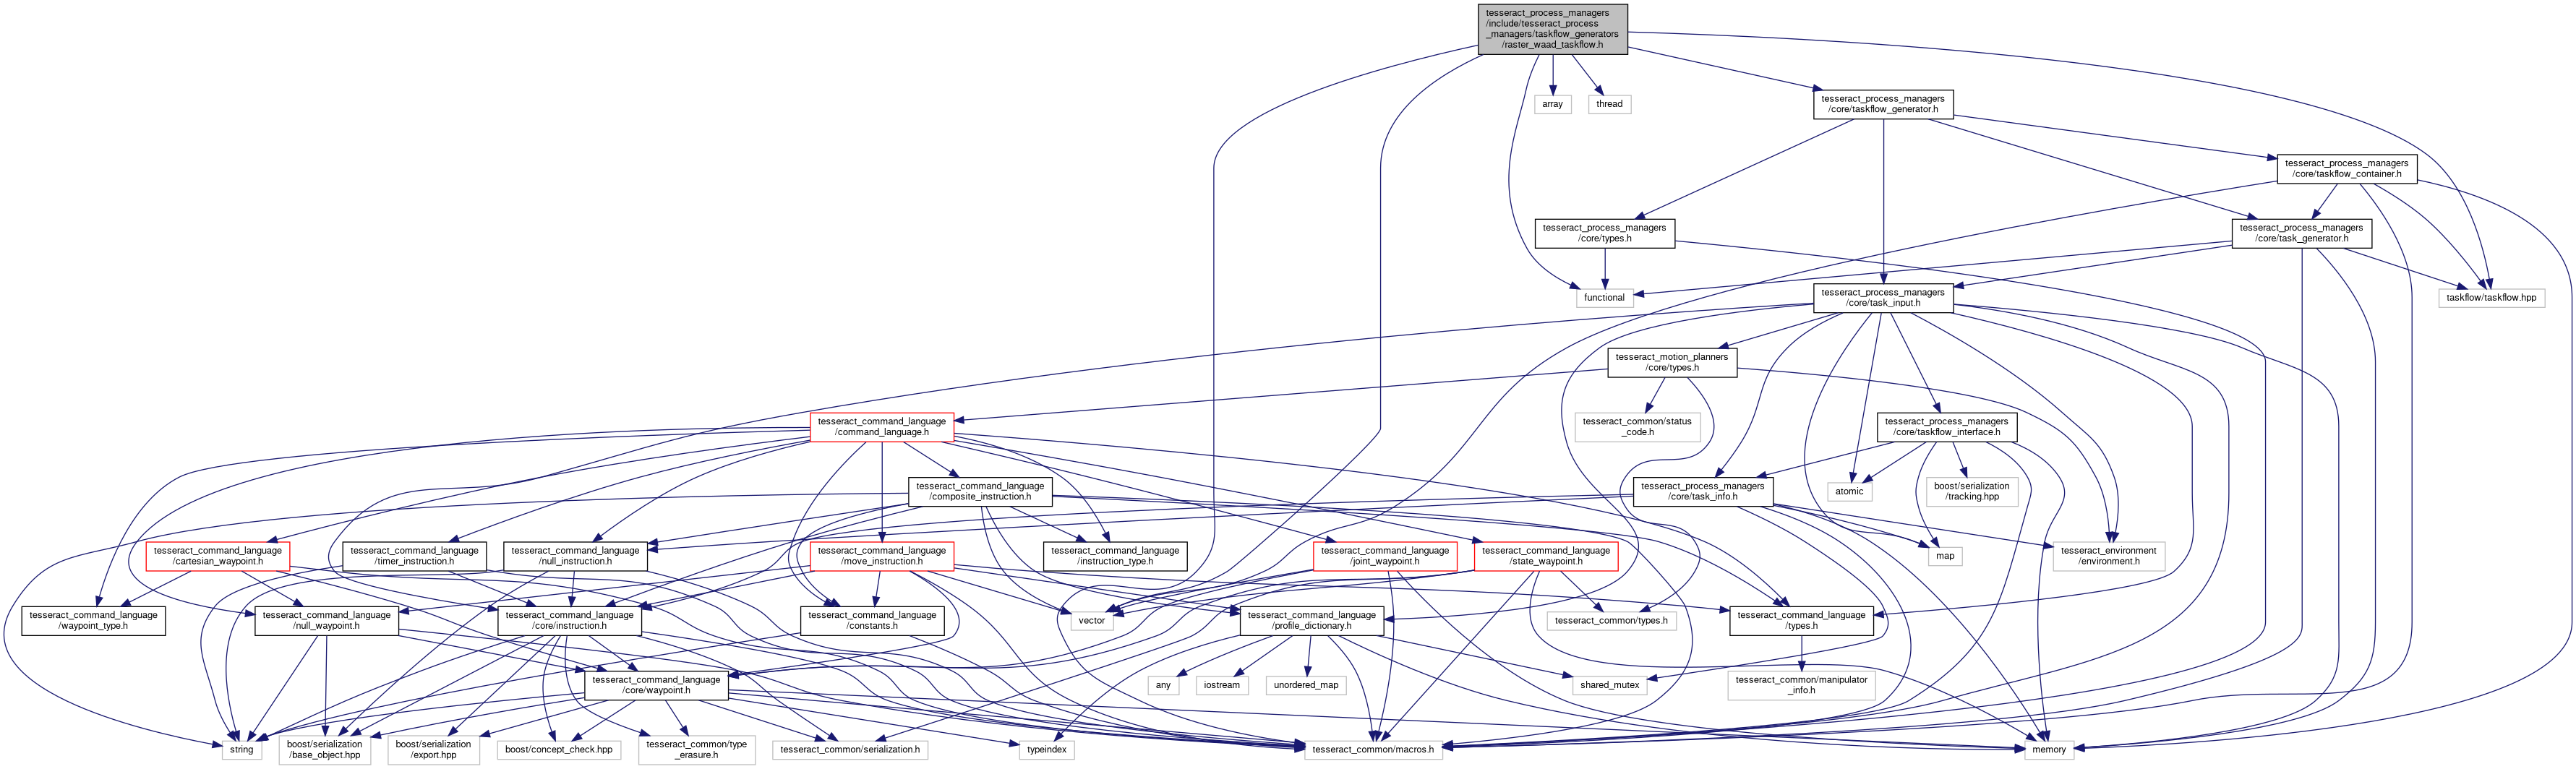 tesseract_process_managers
/include/tesseract_process
_managers/taskflow_generators
/raster_waad_taskflow.h
array
thread
tesseract_process_managers
/core/taskflow_generator.h
tesseract_process_managers
/core/taskflow_container.h
tesseract_process_managers
/core/types.h
tesseract_process_managers
/core/task_generator.h
functional
tesseract_process_managers
/core/task_input.h
taskflow/taskflow.hpp
tesseract_motion_planners
/core/types.h
tesseract_command_language
/command_language.h
tesseract_common/status
_code.h
tesseract_process_managers
/core/taskflow_interface.h
tesseract_command_language
/composite_instruction.h
tesseract_process_managers
/core/task_info.h
atomic
boost/serialization
/tracking.hpp
tesseract_command_language
/cartesian_waypoint.h
tesseract_command_language
/timer_instruction.h
tesseract_command_language
/null_instruction.h
tesseract_command_language
/move_instruction.h
tesseract_command_language
/instruction_type.h
tesseract_command_language
/joint_waypoint.h
tesseract_command_language
/state_waypoint.h
map
tesseract_environment
/environment.h
tesseract_command_language
/waypoint_type.h
tesseract_command_language
/null_waypoint.h
tesseract_command_language
/core/instruction.h
tesseract_command_language
/constants.h
vector
tesseract_command_language
/profile_dictionary.h
tesseract_common/types.h
tesseract_command_language
/types.h
tesseract_command_language
/core/waypoint.h
any
iostream
unordered_map
shared_mutex
tesseract_common/manipulator
_info.h
string
boost/serialization
/base_object.hpp
boost/serialization
/export.hpp
boost/concept_check.hpp
tesseract_common/type
_erasure.h
tesseract_common/serialization.h
typeindex
tesseract_common/macros.h
memory